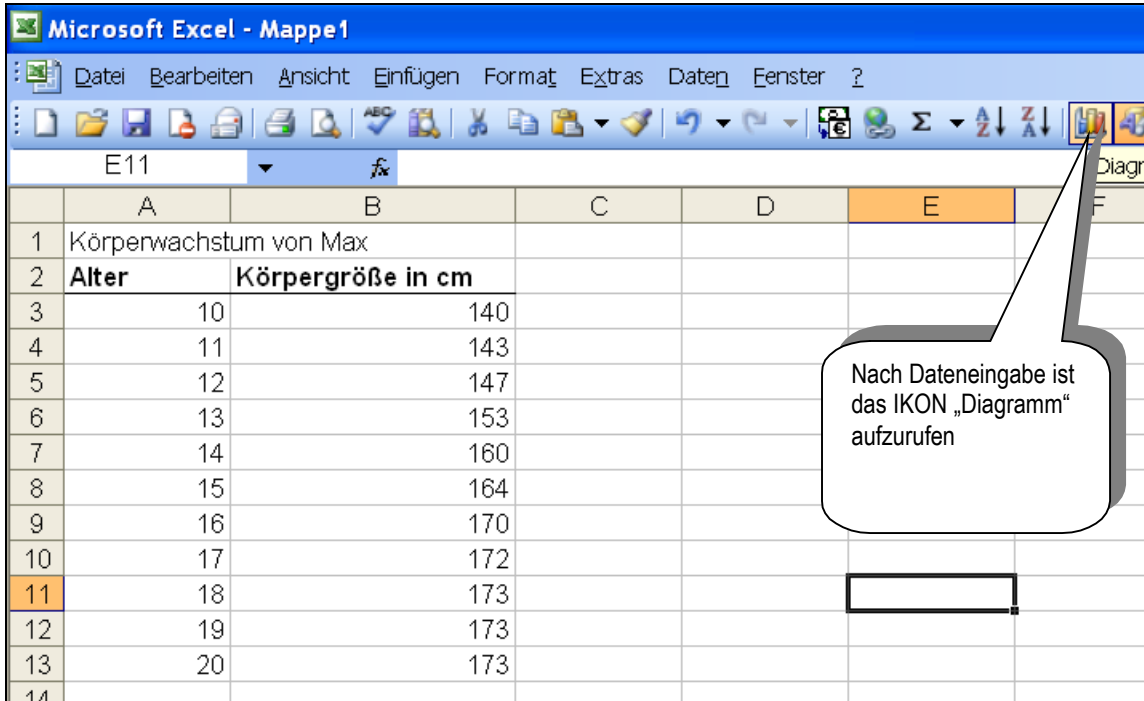 Microsoft Excel - Mappe1
Datei Bearbeiten Ansicht Einfügen Format Extras Daten Fenster ?
E11 fx
Diagr
A B C D E F
1 Körperwachstum von Max
2 Alter Körpergröße in cm
3 10 140
4 11 143
5 12 147
6 13 153
7 14 160
8 15 164
9 16 170
10 17 172
11 18 173
12 19 173
13 20 173
14
Nach Dateneingabe ist
das IKON „Diagramm“
aufzurufen